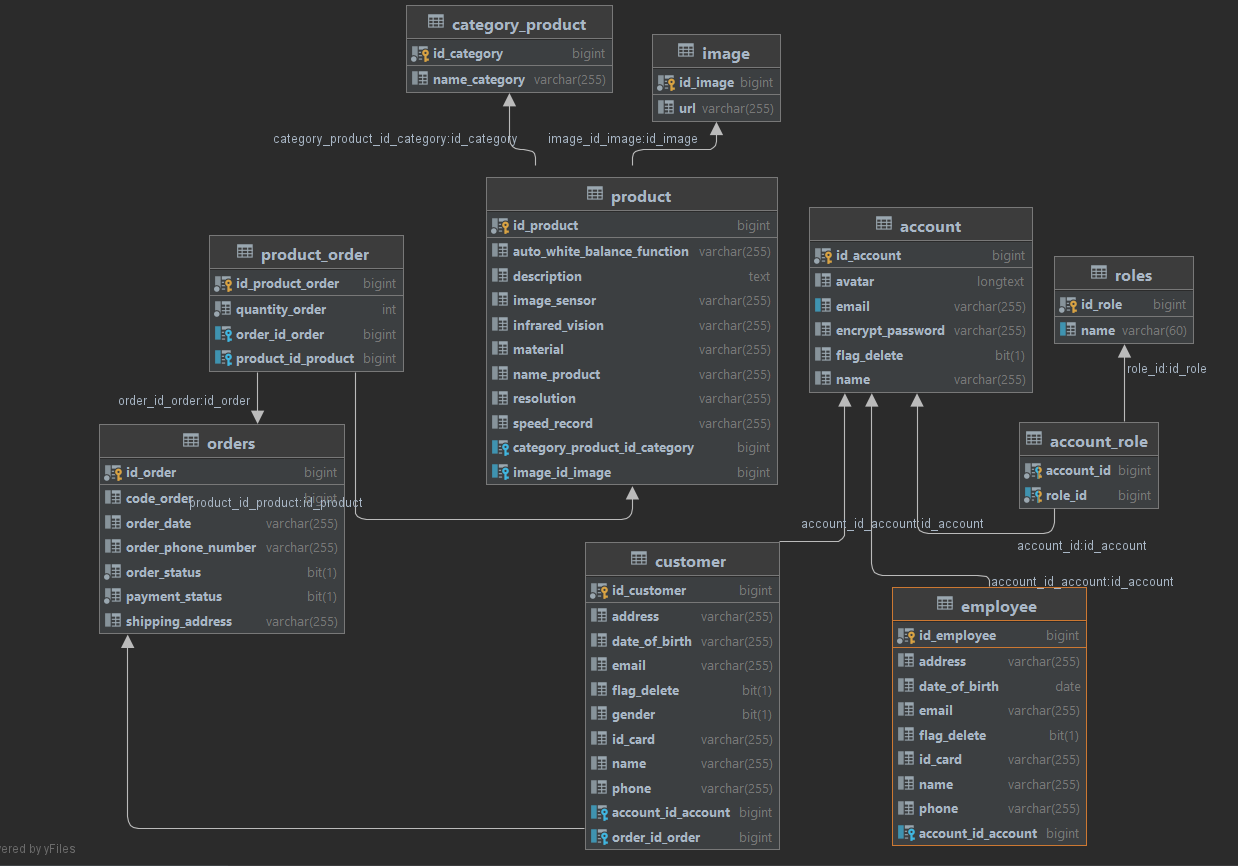 category_product
id_category bigint
name_category varchar(255)
image
id_image bigint
url varchar(255)
category_product_id_category:id_category
image_id_image:id_image
product
id_product bigint
auto_white_balance_function varchar(255)
description text
image_sensor varchar(255)
infrared_vision varchar(255)
material varchar(255)
name_product varchar(255)
resolution varchar(255)
speed_record varchar(255)
category_product_id_category bigint
image_id_image bigint
account
id_account bigint
avatar longtext
email varchar(255)
encrypt_password varchar(255)
flag_delete bit(1)
name varchar(255)
roles
id_role bigint
name varchar(60)
role_id:id_role
product_order
id_product_order bigint
quantity_order int
order_id_order bigint
product_id_product bigint
order_id_order:id_order
orders
id_order bigint
code_order bigint
product_id_product:id_product
order_date varchar(255)
order_phone_number varchar(255)
order_status bit(1)
payment_status bit(1)
shipping_address varchar(255)
account_role
account_id bigint
role_id bigint
account_id_account:id_account
account_id:id_account
account_id_account:id_account
customer
id_customer bigint
address varchar(255)
date_of_birth varchar(255)
email varchar(255)
flag_delete bit(1)
gender bit(1)
id_card varchar(255)
name varchar(255)
phone varchar(255)
account_id_account bigint
order_id_order bigint
employee
id_employee bigint
address varchar(255)
date_of_birth date
email varchar(255)
flag_delete bit(1)
id_card varchar(255)
name varchar(255)
phone varchar(255)
account_id_account bigint
wered by yFiles